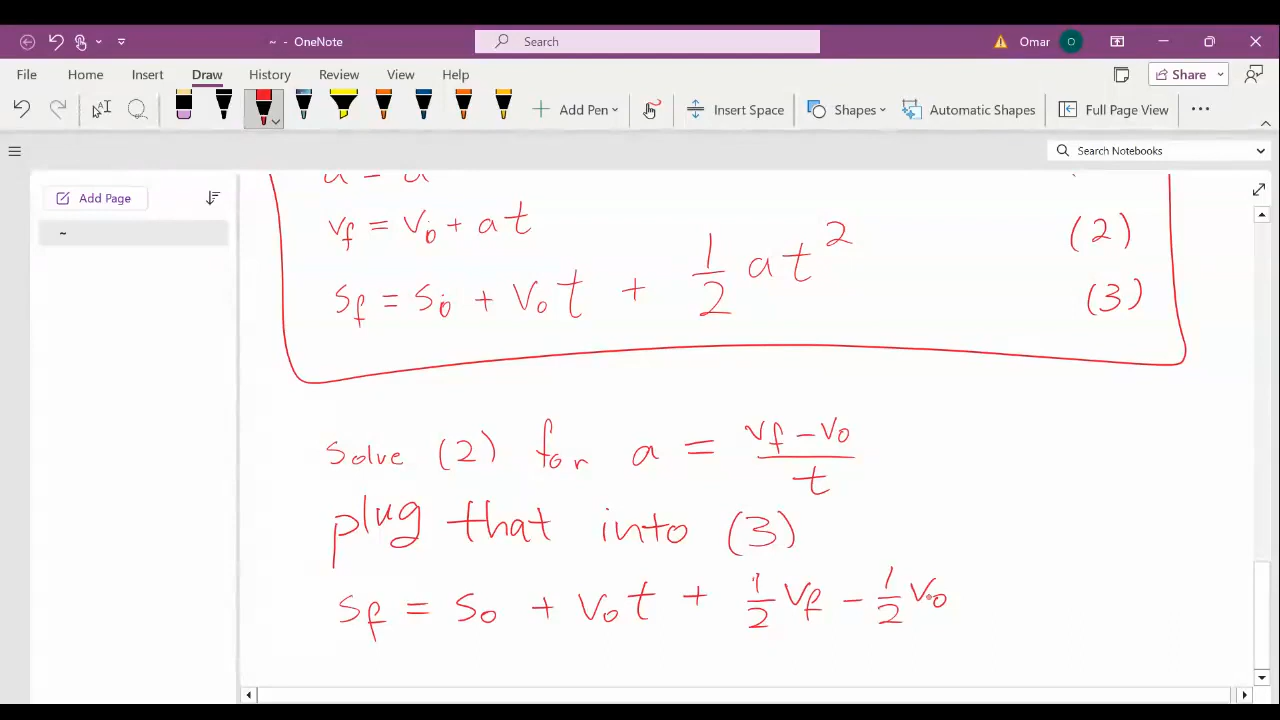 ~ - OneNote
Search
Omar
O
File Home Insert Draw History Review View Help
Share
Add Pen
Insert Space
Shapes
Automatic Shapes
Full Page View
Search Notebooks
Add Page
~
a = a
vf = v0 + at (2)
sf = s0 + v0t + 1/2 at² (3)
Solve (2) for a = vf - v0 / t
plug that into (3)
sf = s0 + v0t + 1/2 vf - 1/2 v0